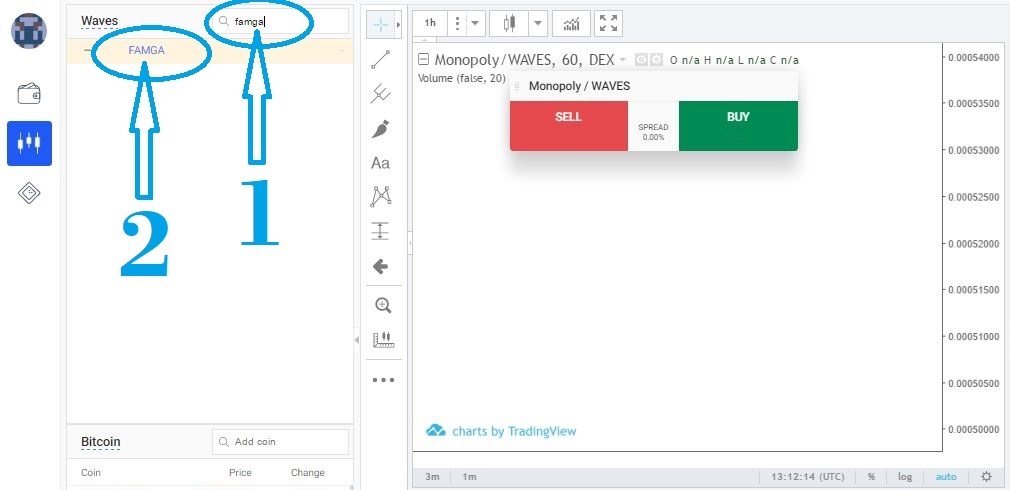 Waves
famga
FAMGA
1
2
Bitcoin
Add coin
Coin Price Change
Aa
1h
Monopoly/WAVES, 60, DEX O n/a H n/a L n/a C n/a
Volume (false, 20)
Monopoly / WAVES
SELL
SPREAD
0.00%
BUY
0.00054000
0.00053500
0.00053000
0.00052500
0.00052000
0.00051500
0.00051000
0.00050500
0.00050000
charts by TradingView
3m 1m 13:12:14 (UTC) % log auto